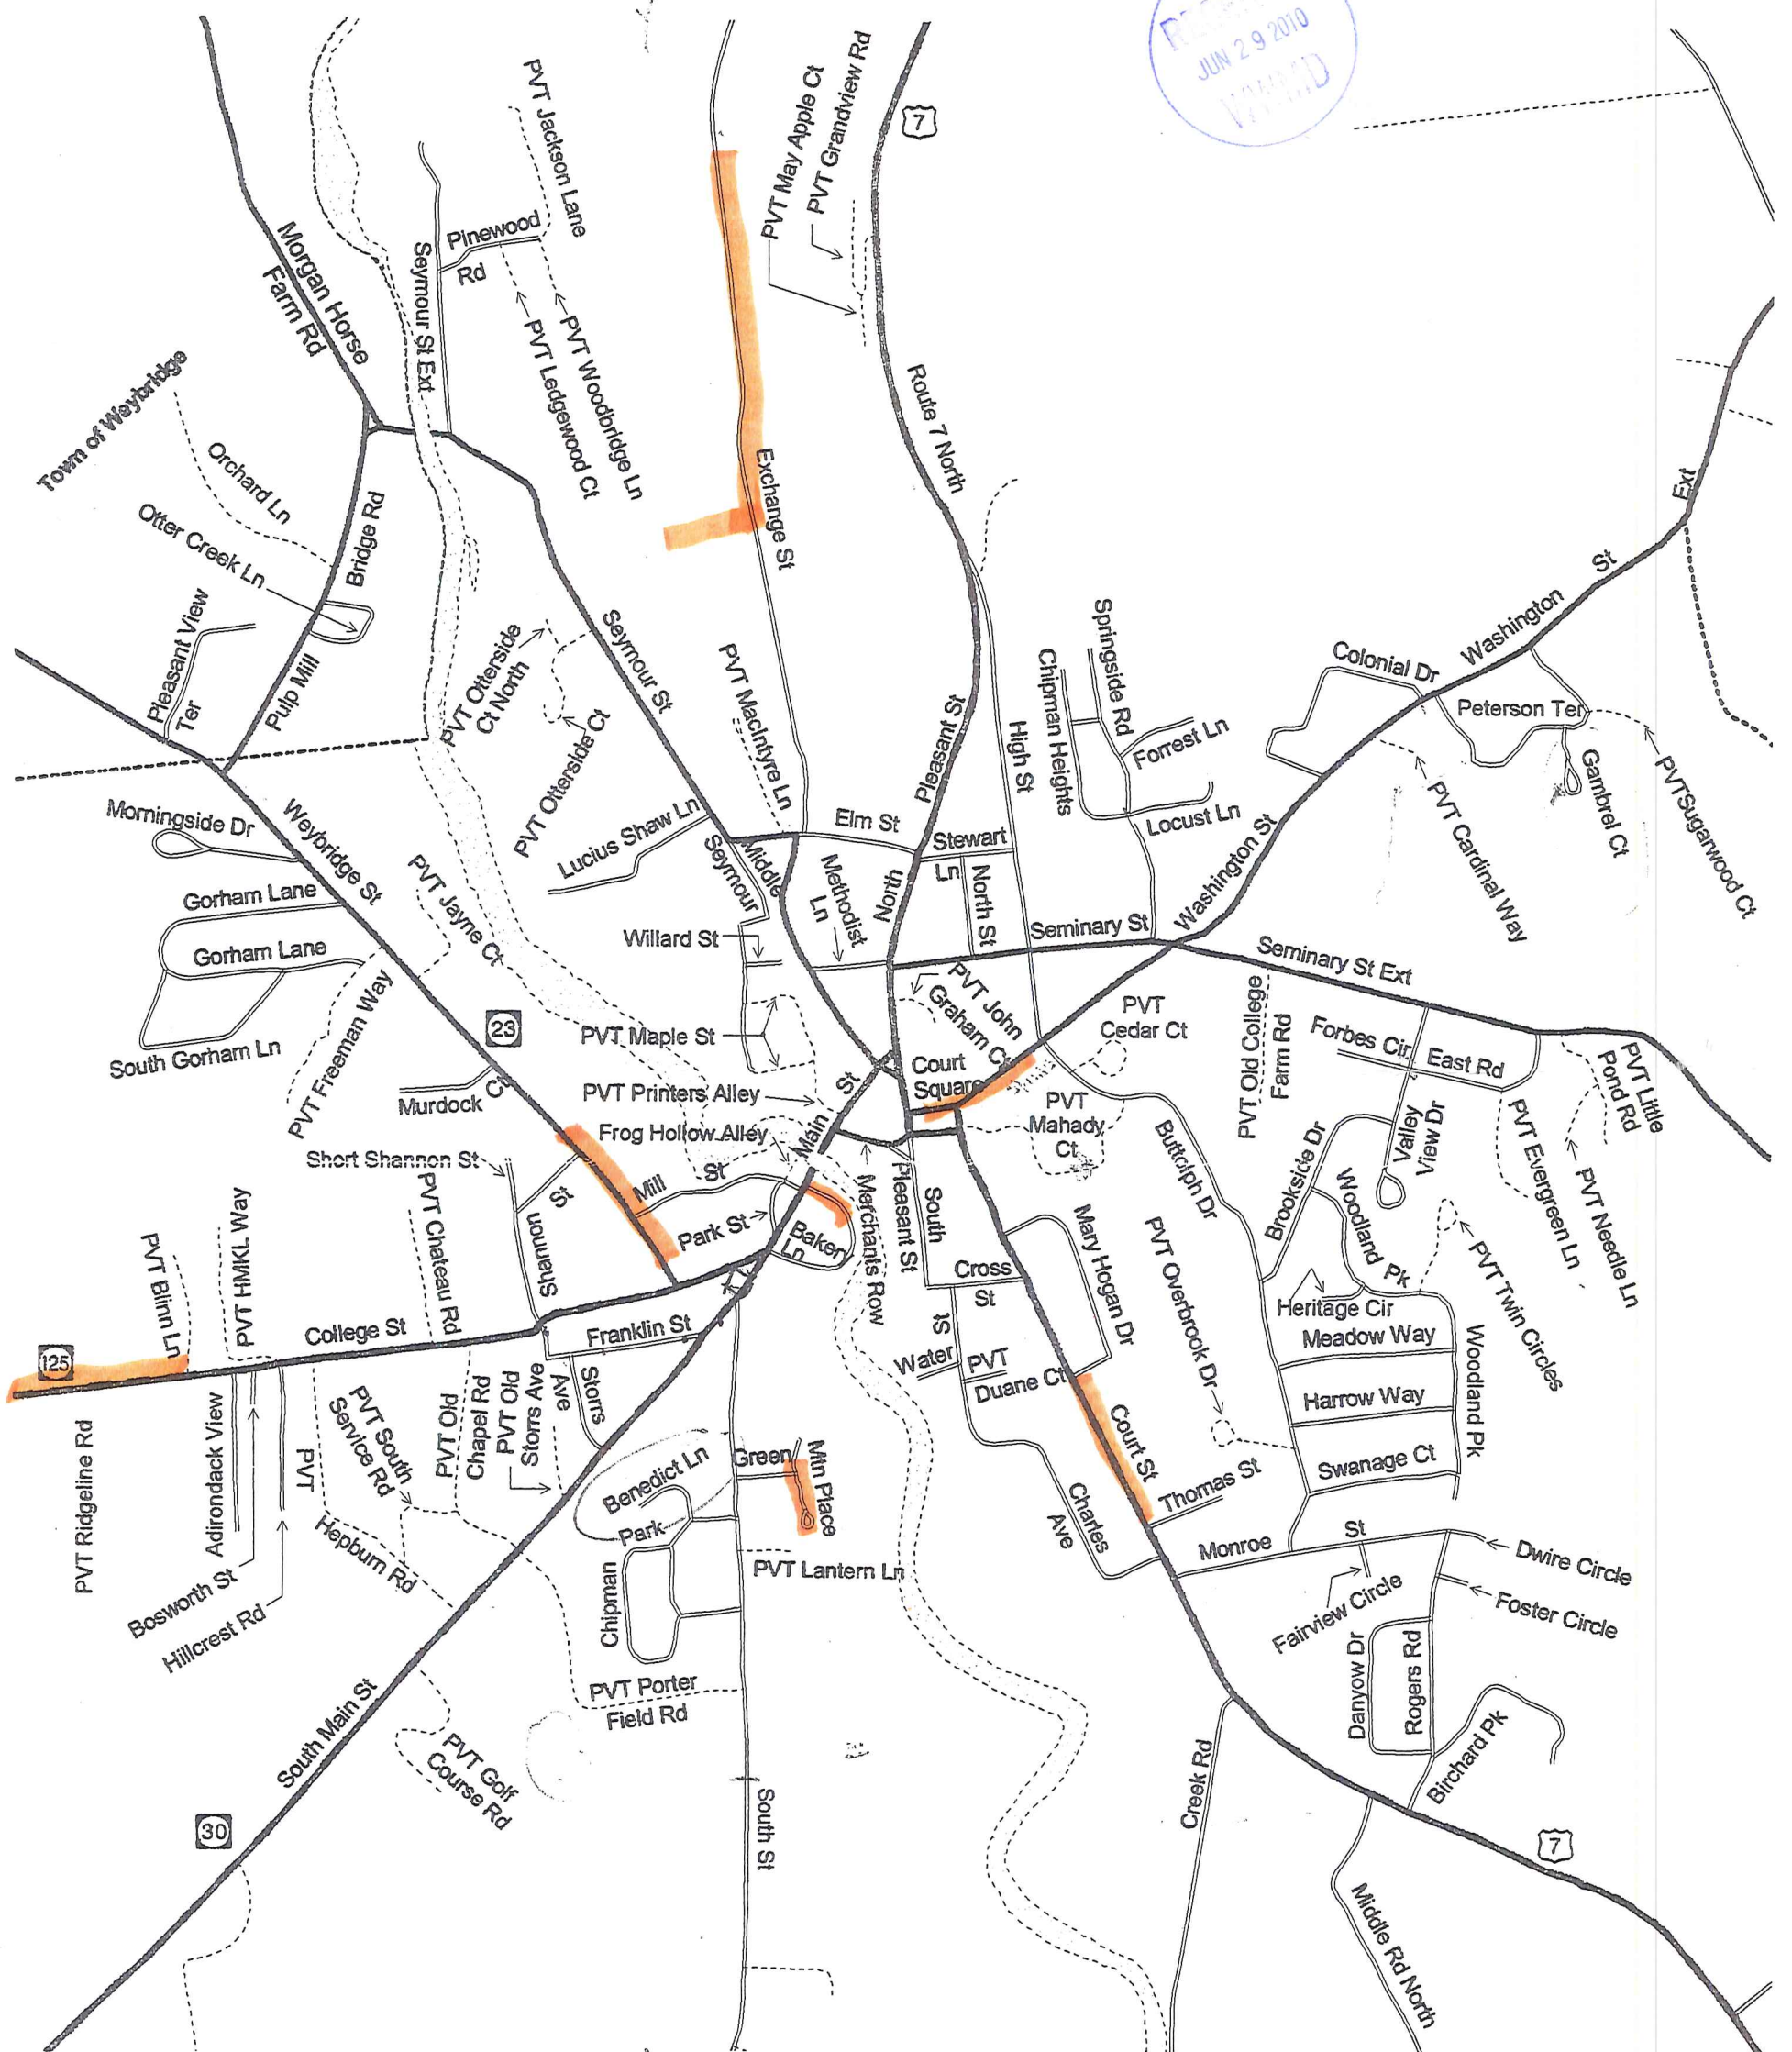 JUN 29 2010
7
PVT May Apple Ct
PVT Grandview Rd
PVT Jackson Lane
Pinewood
Rd
Seymour St Ext
Morgan Horse
Farm Rd
PVT Woodbridge Ln
PVT Ledgewood Ct
Route 7 North
Town of Weybridge
Orchard Ln
Otter Creek Ln
Bridge Rd
Exchange St
Ext
St
Washington
Pleasant View
Ter
Pulp Mill
PVT Otterside
Ct North
PVT Otterside Ct
Seymour St
PVT MacIntyre Ln
Pleasant St
High St
Springside Rd
Chipman Heights
Forrest Ln
Locust Ln
Colonial Dr
Peterson Ter
Gambrel Ct
PVT Sugarwood Ct
PVT Cardinal Way
Morningside Dr
Weybridge St
Lucius Shaw Ln
Elm St
Stewart
Ln
Middle
Seymour
Methodist
Ln
North
North St
Washington St
Gorham Lane
PVT Jayne Ct
Gorham Lane
Willard St
Seminary St
Seminary St Ext
PVT Freeman Way
23
PVT Maple St
PVT John
Graham Ct
PVT
Cedar Ct
PVT Old College
Farm Rd
Forbes Cir
East Rd
PVT Little
Pond Rd
South Gorham Ln
Murdock
Ct
PVT Printers Alley
St
Court
Square
Frog Hollow Alley
Main
PVT
Mahady
Ct
Buttolph Dr
Brookside Dr
Valley
View Dr
PVT Evergreen Ln
PVT Needle Ln
Short Shannon St
St
Mill
St
Park St
Bakery
Ln
Merchants Row
Pleasant St
South
Woodland Pk
PVT Twin Circles
PVT Blinn Ln
PVT HMKL Way
PVT Chateau Rd
Shannon
Cross
St
Mary Hogan Dr
PVT Overbrook Dr
Heritage Cir
Meadow Way
College St
Franklin St
St
Water
PVT
Duane Ct
Harrow Way
Woodland Pk
125
PVT Ridgeline Rd
Adirondack View
PVT
PVT South
Service Rd
PVT Old
Chapel Rd
PVT Old
Storrs Ave
Ave
Storrs
Benedict Ln
Green
Mtn Place
Court St
Thomas St
Swanage Ct
Park
Charles
Ave
Monroe
St
Dwire Circle
Bosworth St
Hillcrest Rd
Hepburn Rd
Chipman
PVT Lantern Ln
Fairview Circle
Foster Circle
South Main St
PVT Porter
Field Rd
Danyow Dr
Rogers Rd
PVT Golf
Course Rd
Birchard Pk
30
South St
Creek Rd
7
Middle Rd North